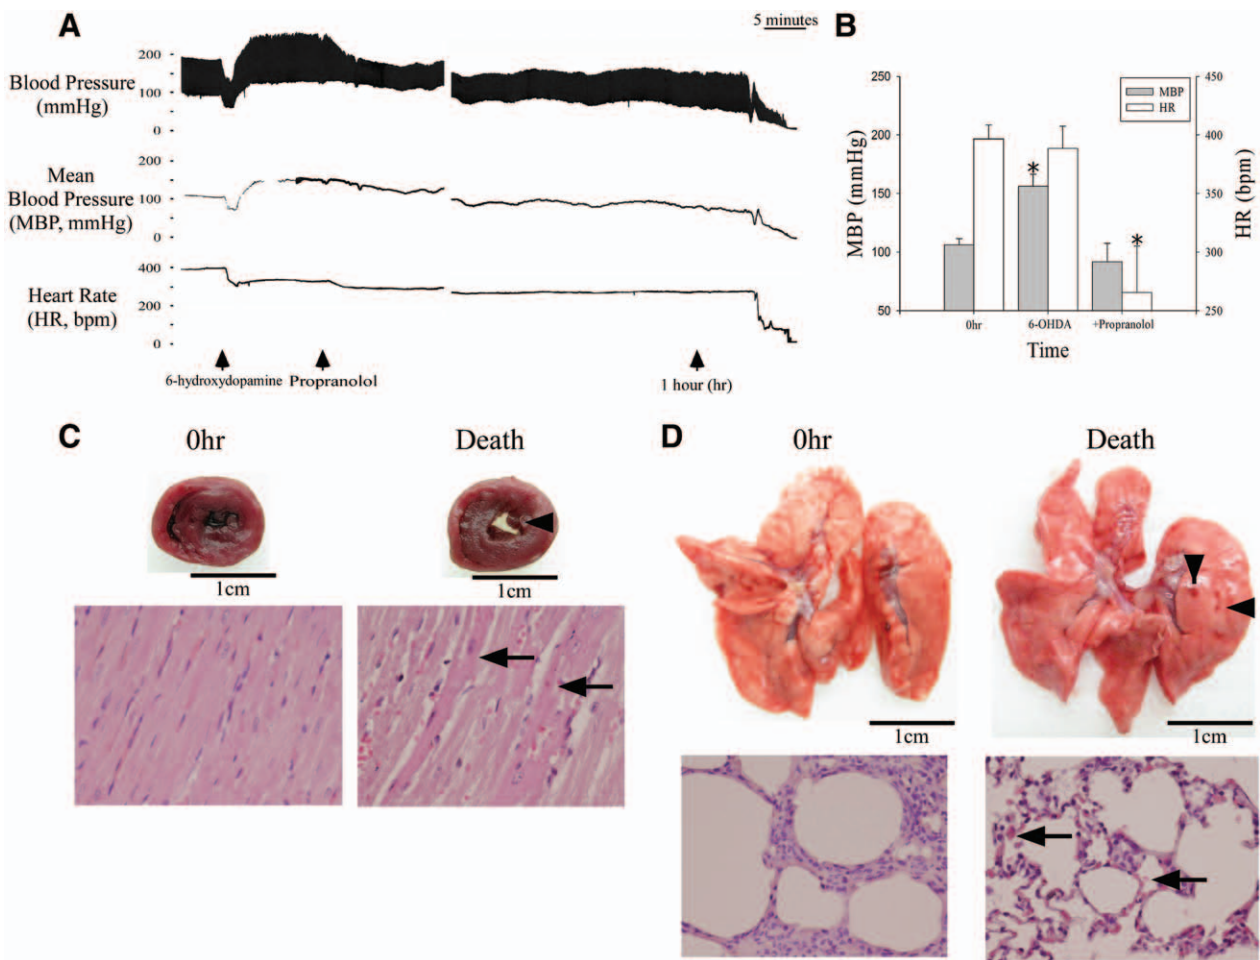 A
5 minutes
B
Blood Pressure
(mmHg)
200
100
0
Mean
Blood Pressure
(MBP, mmHg)
200
100
0
Heart Rate
(HR, bpm)
400
200
0
6-hydroxydopamine
Propranolol
1 hour (hr)
MBP (mmHg)
250
200
150
100
50
MBP
HR
*
*
450
400
350
300
250
HR (bpm)
0hr
6-OHDA
+Propranolol
Time
C
0hr
Death
1cm
1cm
D
0hr
Death
1cm
1cm